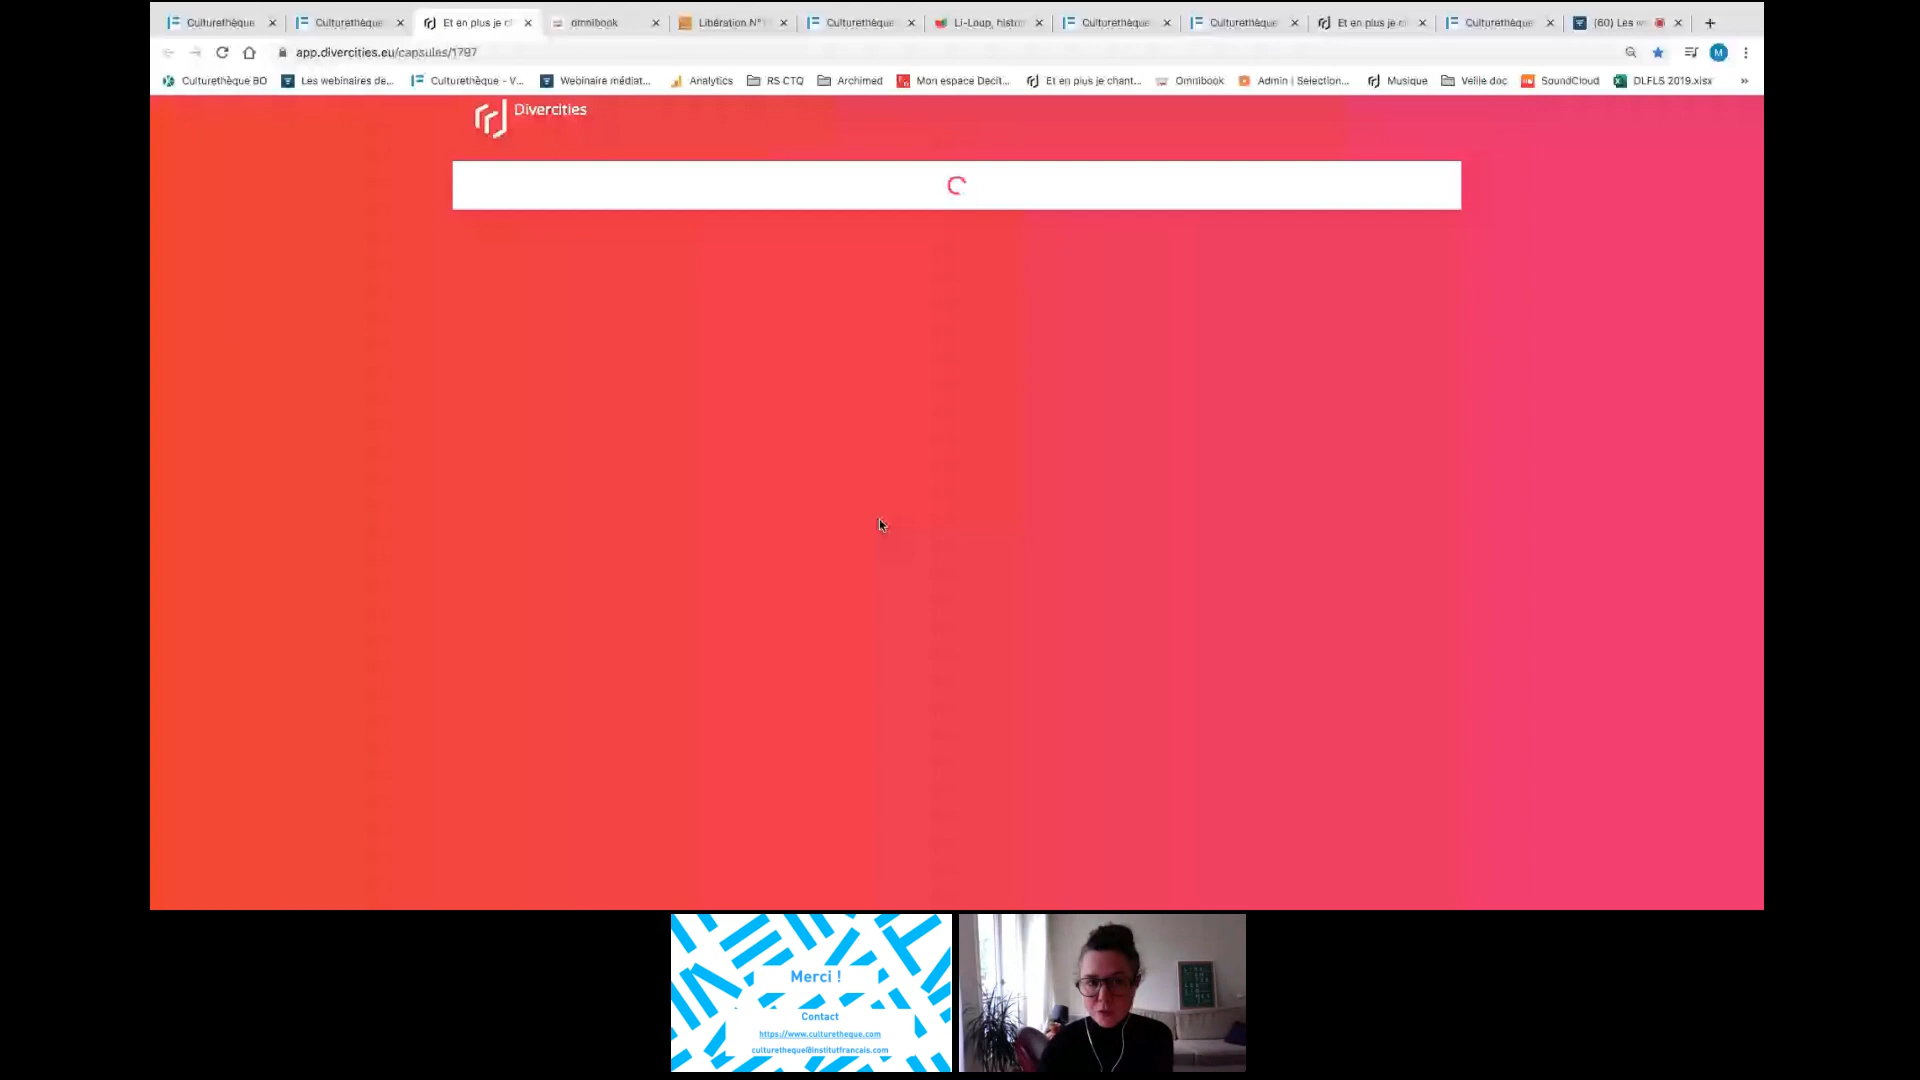 Culturethèque
Culturethèque
Et en plus je ch
omnibook
Libération N°
Culturethèque
Li-Loup, histoi
Culturethèque
Culturethèque
Et en plus je
Culturethèque
(60) Les
app.divercities.eu/capsules/1797
M
Culturethèque BO
Les webinaires de...
Culturethèque - V...
Webinaire médiat...
Analytics
RS CTQ
Archimed
Mon espace Decit...
Et en plus je chant...
Omnibook
Admin | Selection...
Musique
Veille doc
SoundCloud
DLFLS 2019.xlsx
»
Divercities
Merci !
Contact
https://www.culturetheque.com
culturetheque@institutfrancais.com